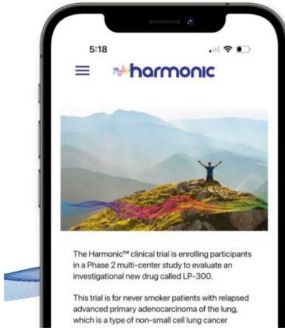 5:18
harmonic
The Harmonic™ clinical trial is enrolling participants
in a Phase 2 multi-center study to evaluate an
investigational new drug called LP-300.
This trial is for never smoker patients with relapsed
advanced primary adenocarcinoma of the lung,
which is a type of non-small cell lung cancer